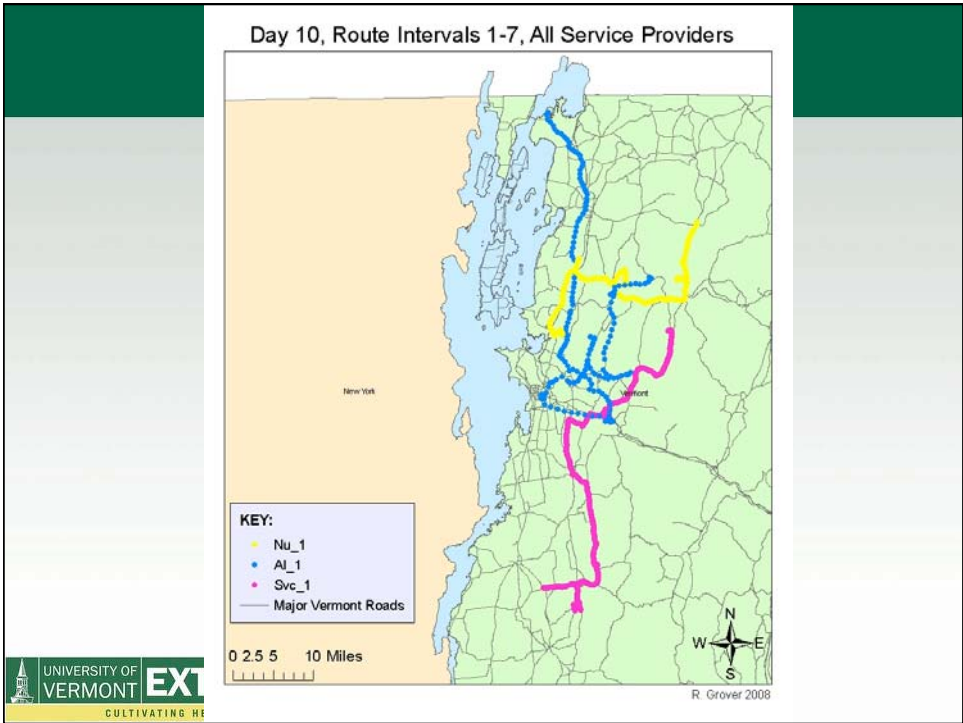 Day 10, Route Intervals 1-7, All Service Providers
New York
Vermont
KEY:
Nu_1
AI_1
Svc_1
Major Vermont Roads
0 2.5 5 10 Miles
N
W E
S
R. Grover 2008
UNIVERSITY OF
VERMONT EXT
CULTIVATING HE